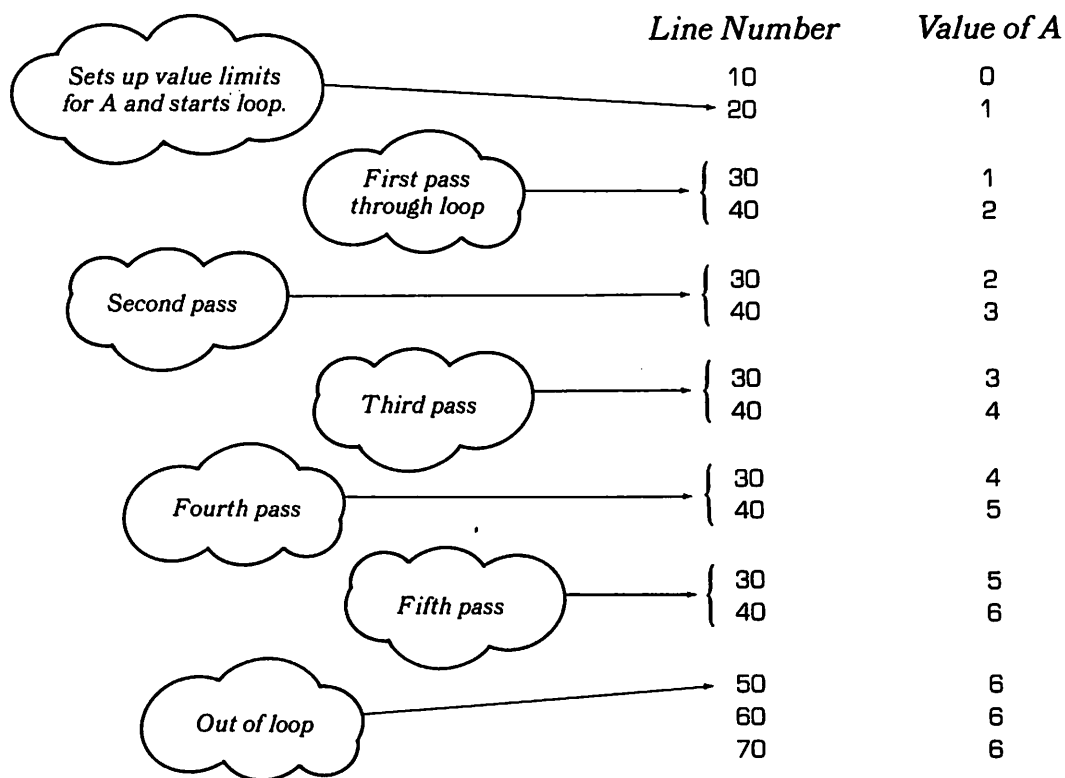 Line Number Value of A
Sets up value limits
for A and starts loop.
10 0
20 1
First pass
through loop
30 1
40 2
Second pass
30 2
40 3
Third pass
30 3
40 4
Fourth pass
30 4
40 5
Fifth pass
30 5
40 6
Out of loop
50 6
60 6
70 6